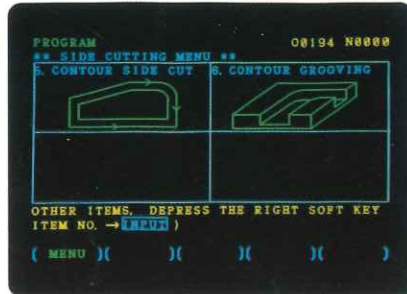 PROGRAM O0194 N0000
** SIDE CUTTING MENU **
5. CONTOUR SIDE CUT 6. CONTOUR GROOVING
OTHER ITEMS, DEPRESS THE RIGHT SOFT KEY
ITEM NO. →INPUT )
( MENU )( )( )( )( )